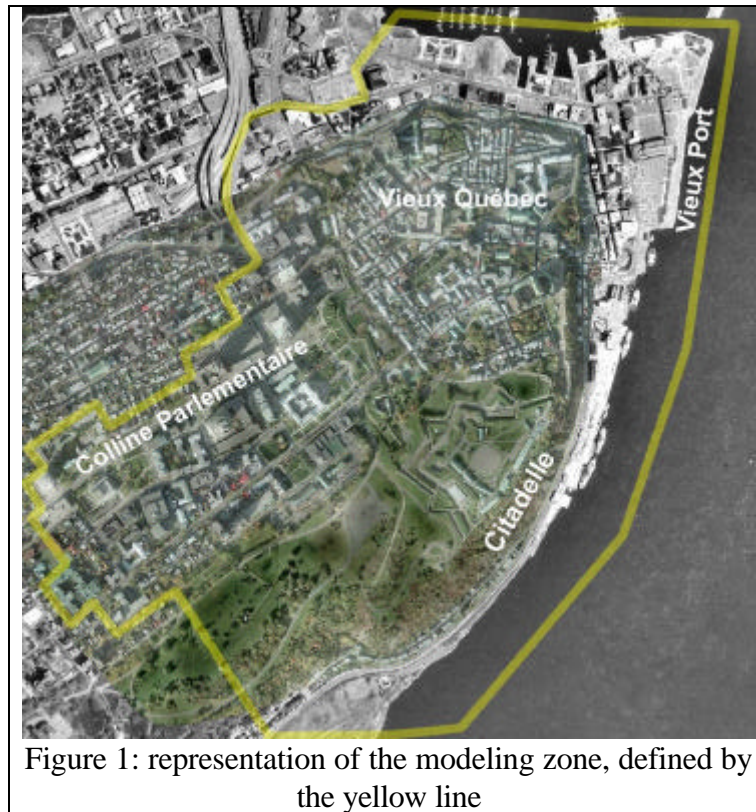 Vieux Québec
Vieux Port
Colline Parlementaire
Citadelle
Figure 1: representation of the modeling zone, defined by
the yellow line